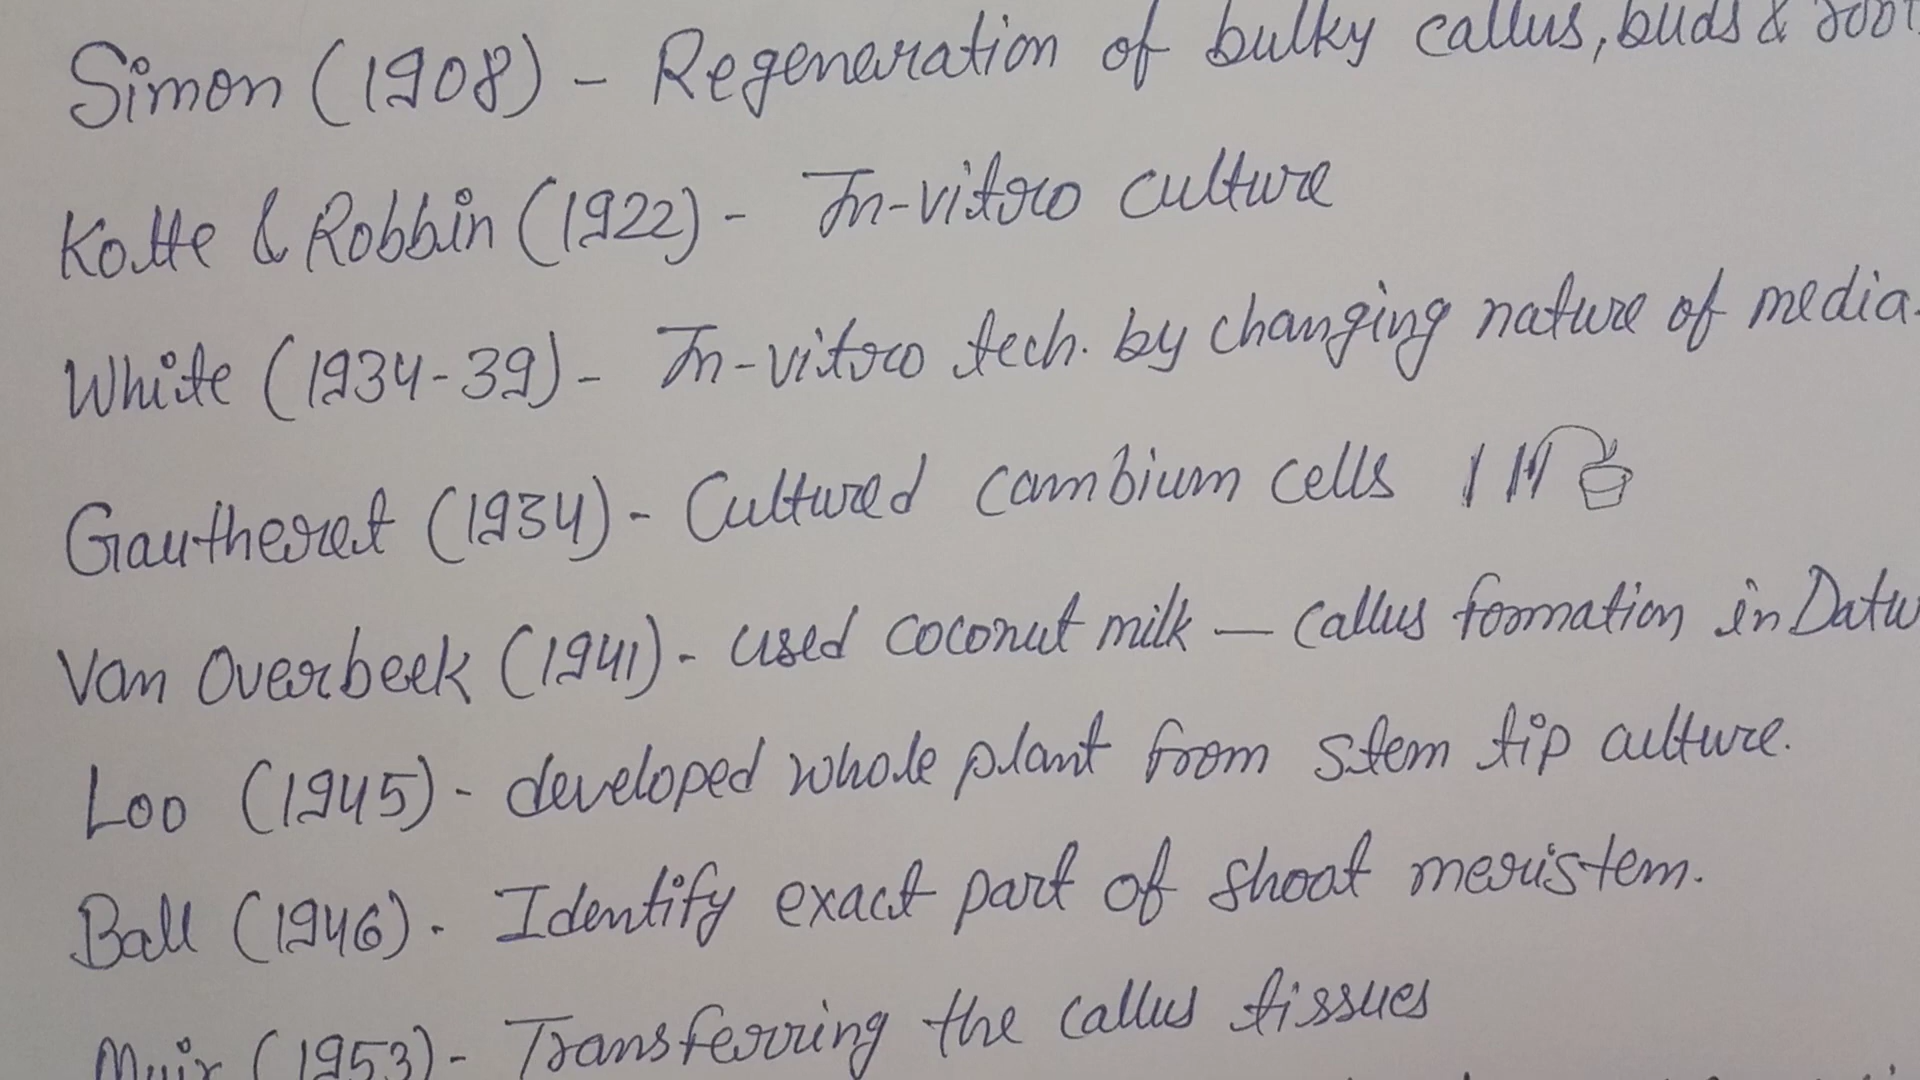 Simon (1908) - Regeneration of bulky callus, buds & root
Kotte & Robbin (1922) - In-vitro culture
White (1934-39) - In-vitro tech. by changing nature of media.
Gautheret (1934) - Cultured cambium cells
Van Overbeek (1941) - used coconut milk — callus formation in Datu
Loo (1945) - developed whole plant from stem tip culture.
Ball (1946) - Identify exact part of shoot meristem.
Muir (1953) - Transferring the callus tissues